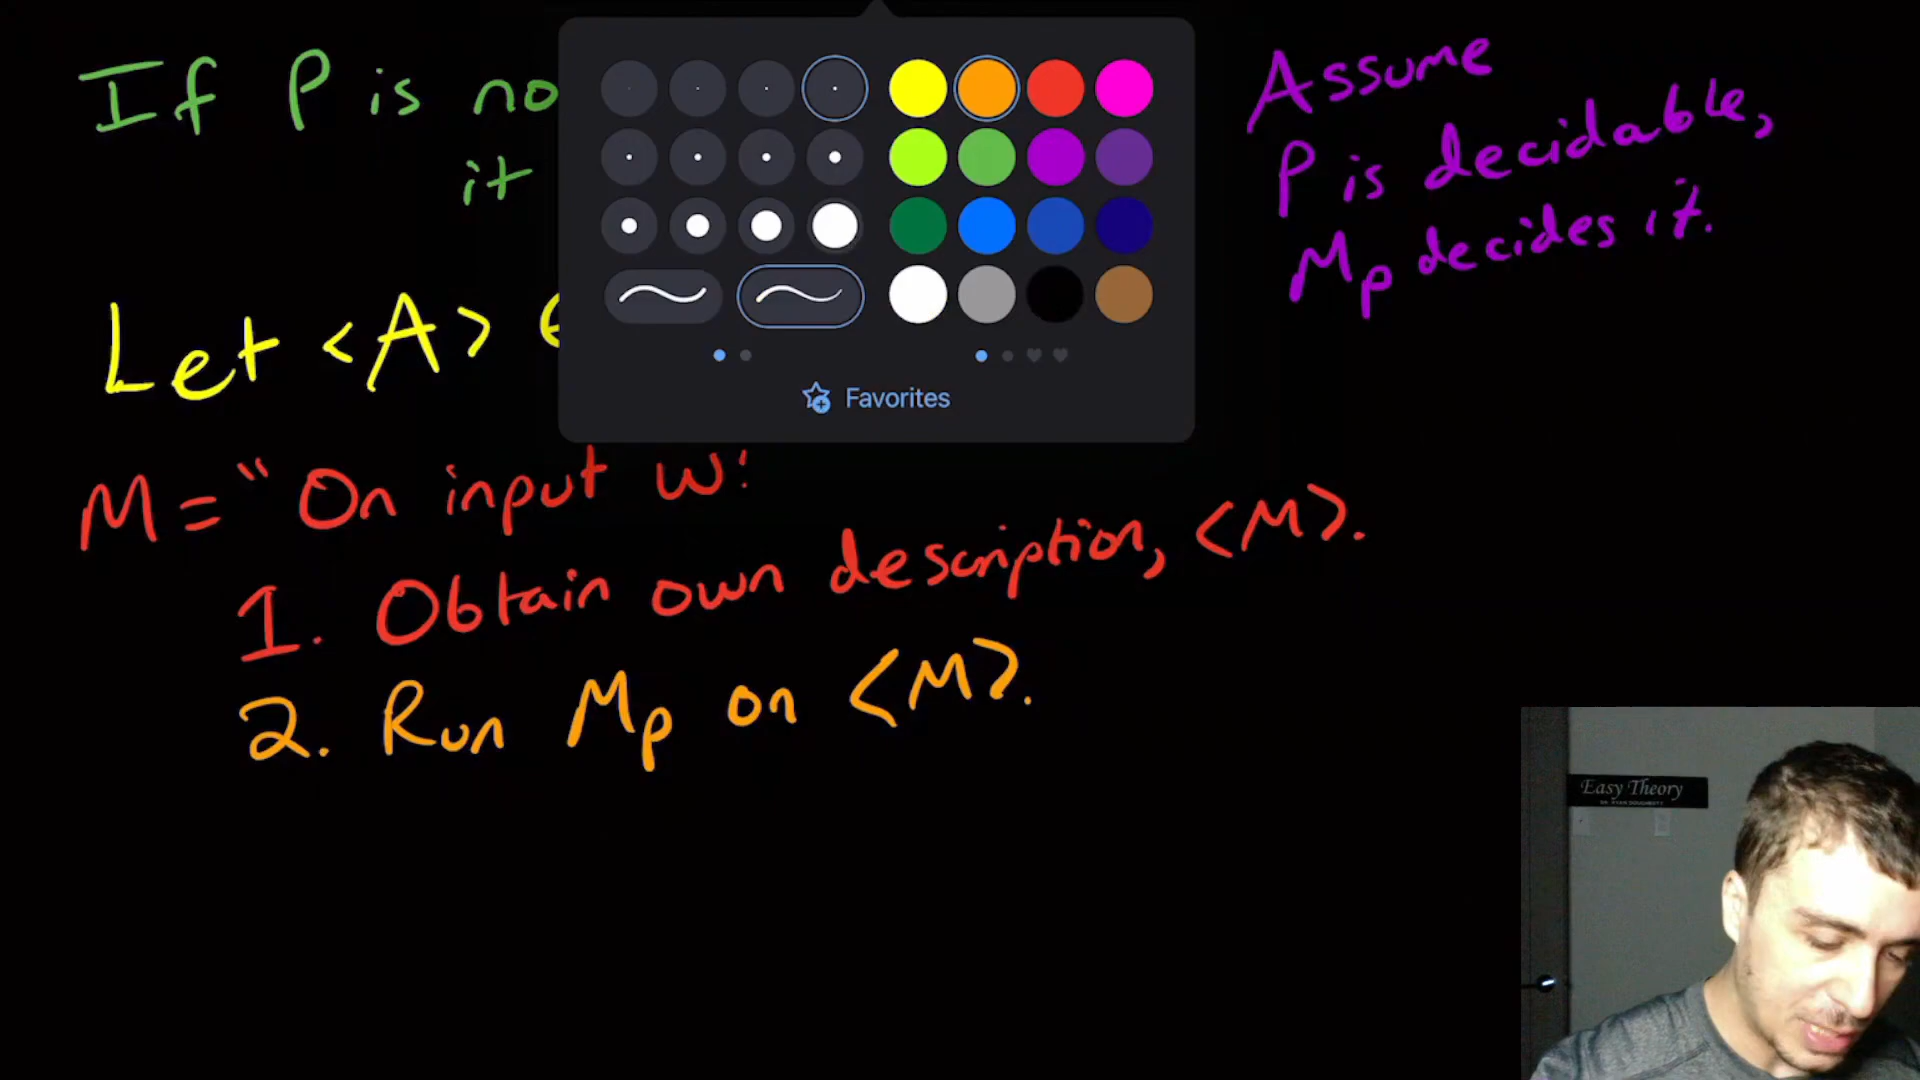 If P is no
it
Let <A> 
Favorites
Assume
P is decidable,
Mp decides it.
M = "On input w:
1. Obtain own description, <M>.
2. Run Mp on <M>.
Easy Theory